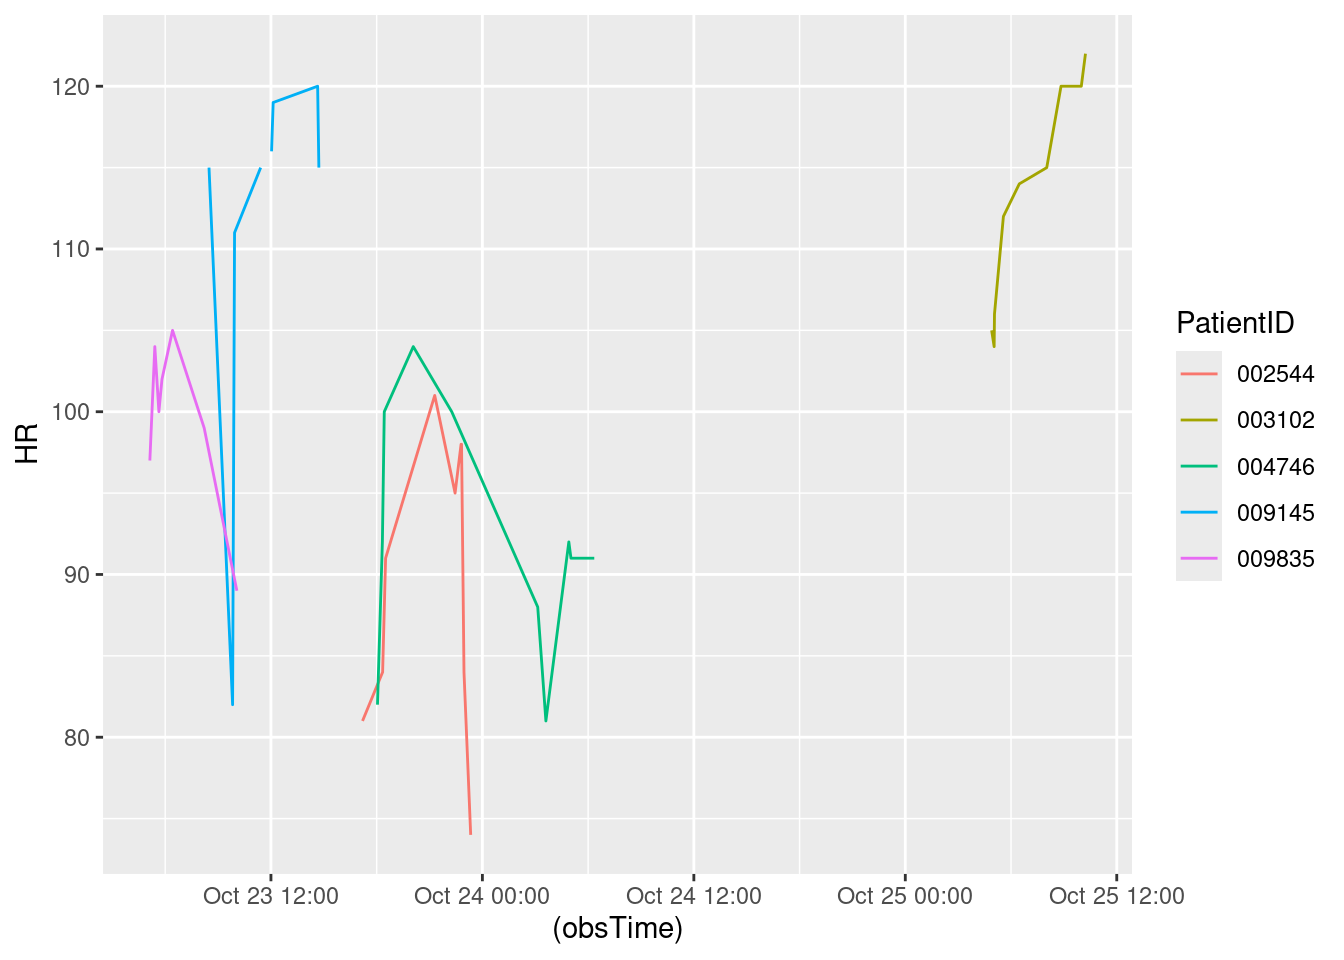 120
110
100
90
80
HR
Oct 23 12:00
Oct 24 00:00
Oct 24 12:00
Oct 25 00:00
Oct 25 12:00
(obsTime)
PatientID
002544
003102
004746
009145
009835